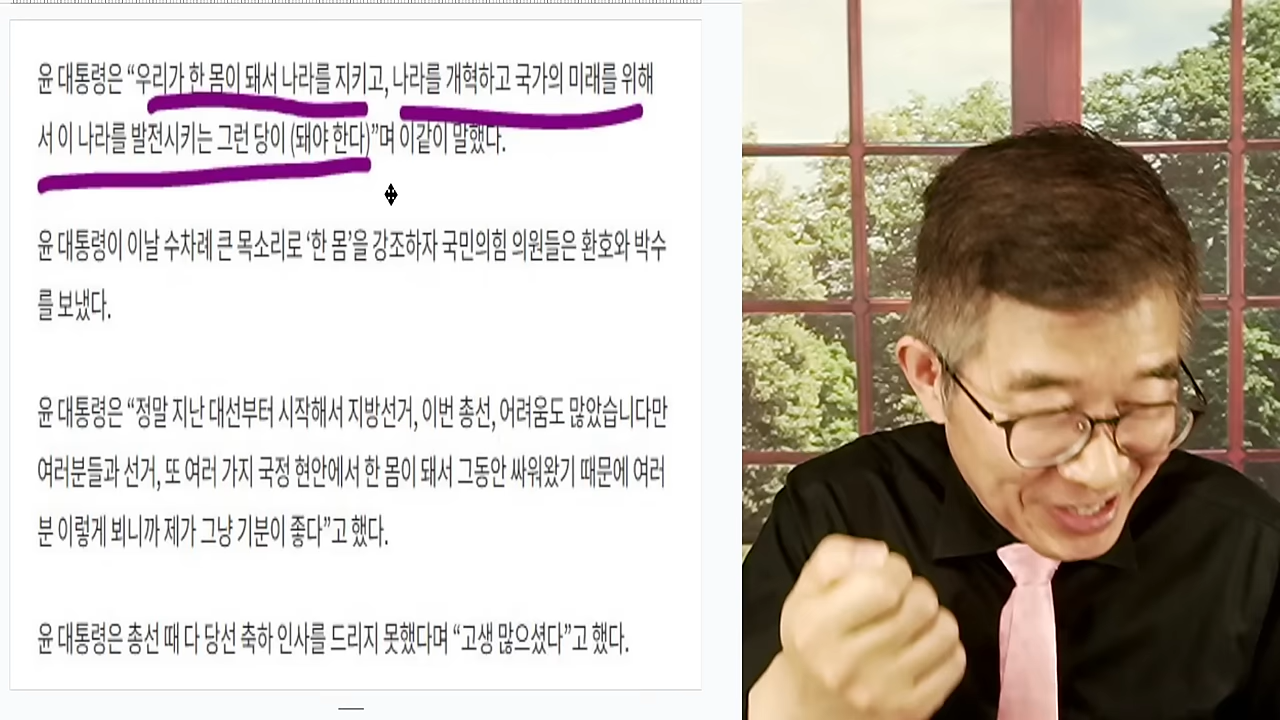 윤 대통령은 “우리가 한 몸이 돼서 나라를 지키고, 나라를 개혁하고 국가의 미래를 위해
서 이 나라를 발전시키는 그런 당이 (돼야 한다)”며 이같이 말했다.
윤 대통령이 이날 수차례 큰 목소리로 ‘한 몸’을 강조하자 국민의힘 의원들은 환호와 박수
를 보냈다.
윤 대통령은 “정말 지난 대선부터 시작해서 지방선거, 이번 총선, 어려움도 많았습니다만
여러분들과 선거, 또 여러 가지 국정 현안에서 한 몸이 돼서 그동안 싸워왔기 때문에 여러
분 이렇게 뵈니까 제가 그냥 기분이 좋다”고 했다.
윤 대통령은 총선 때 다 당선 축하 인사를 드리지 못했다며 “고생 많으셨다”고 했다.